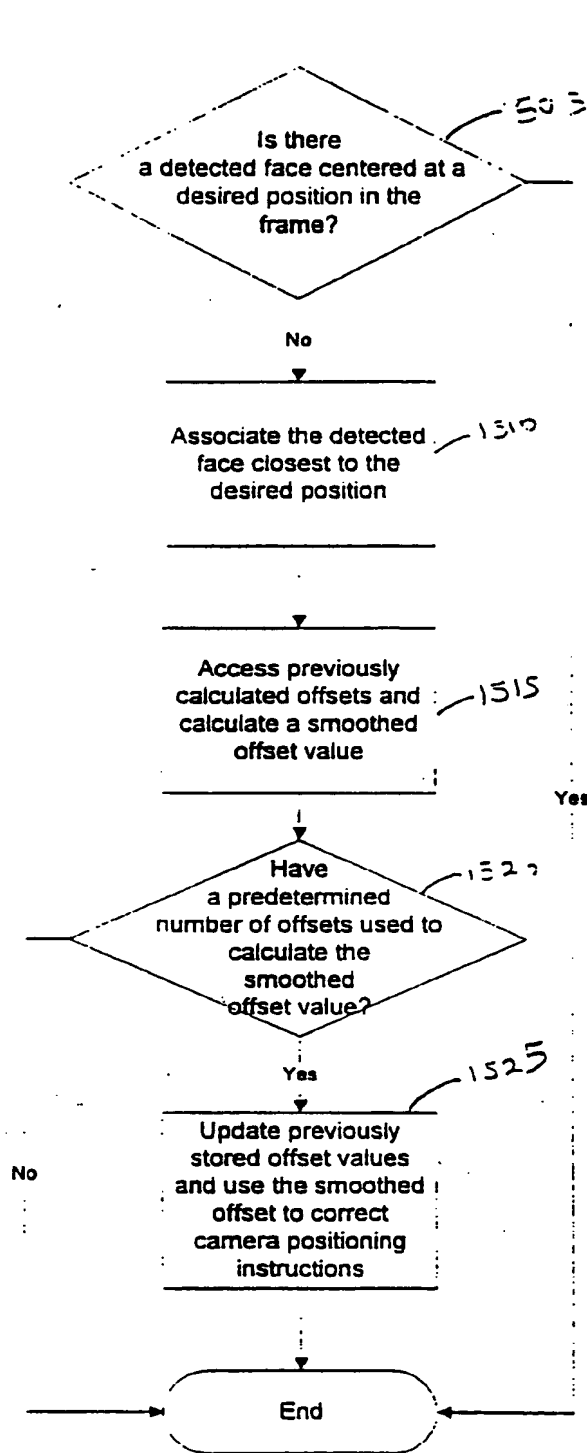 Is there
a detected face centered at a
desired position in the
frame?
No
Associate the detected
face closest to the
desired position
1510
Access previously
calculated offsets and
calculate a smoothed
offset value
1515
Yes
Have
a predetermined
number of offsets used to
calculate the
smoothed
offset value?
Yes
1525
Update previously
stored offset values
and use the smoothed
offset to correct
camera positioning
instructions
No
End